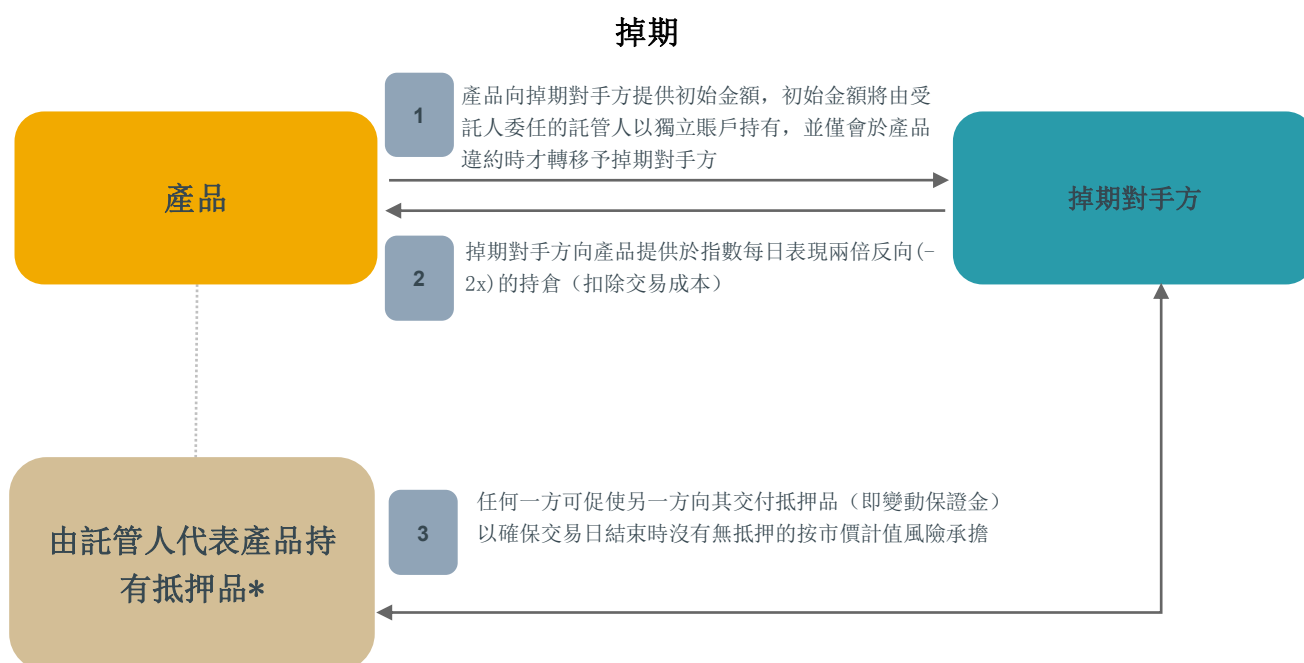 掉期
1
產品向掉期對手方提供初始金額，初始金額將由受
託人委任的託管人以獨立賬戶持有，並僅會於產品
違約時才轉移予掉期對手方
產品
掉期對手方
2
掉期對手方向產品提供於指數每日表現兩倍反向(-
2x)的持倉（扣除交易成本）
由託管人代表產品持
有抵押品*
3
任何一方可促使另一方向其交付抵押品（即變動保證金）
以確保交易日結束時沒有無抵押的按市價計值風險承擔